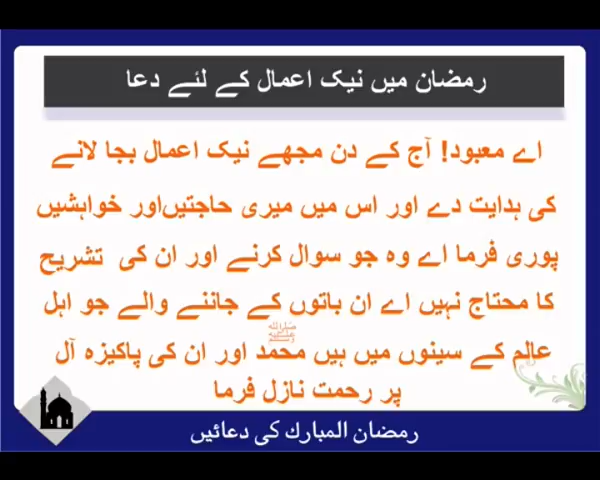 رمضان میں نیک اعمال کے لئے دعا
اے معبود! آج کے دن مجھے نیک اعمال بجا لانے
کی ہدایت دے اور اس میں میری حاجتیں اور خواہشیں
پوری فرما اے وہ جو سوال کرنے اور ان کی تشریح
کا محتاج نہیں اے ان باتوں کے جاننے والے جو اہل
عالم کے سینوں میں ہیں محمد ﷺ اور ان کی پاکیزہ آل
پر رحمت نازل فرما
رمضان المبارک کی دعائیں